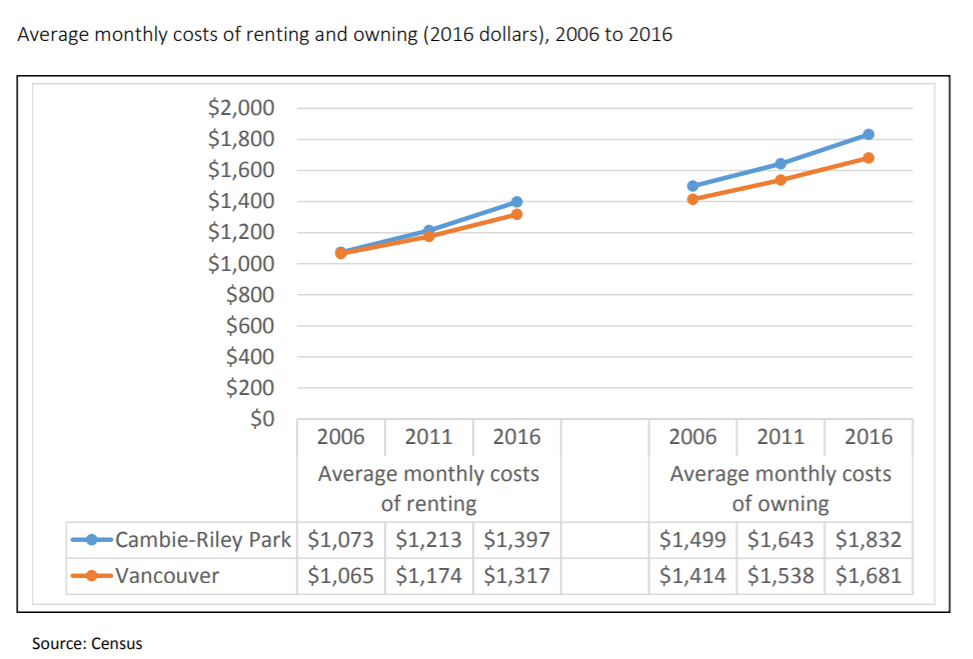 Average monthly costs of renting and owning (2016 dollars), 2006 to 2016
$2,000
$1,800
$1,600
$1,400
$1,200
$1,000
$800
$600
$400
$200
$0
2006 2011 2016 2006 2011 2016
Average monthly costs Average monthly costs
of renting of owning
Cambie-Riley Park $1,073 $1,213 $1,397 $1,499 $1,643 $1,832
Vancouver $1,065 $1,174 $1,317 $1,414 $1,538 $1,681
Source: Census